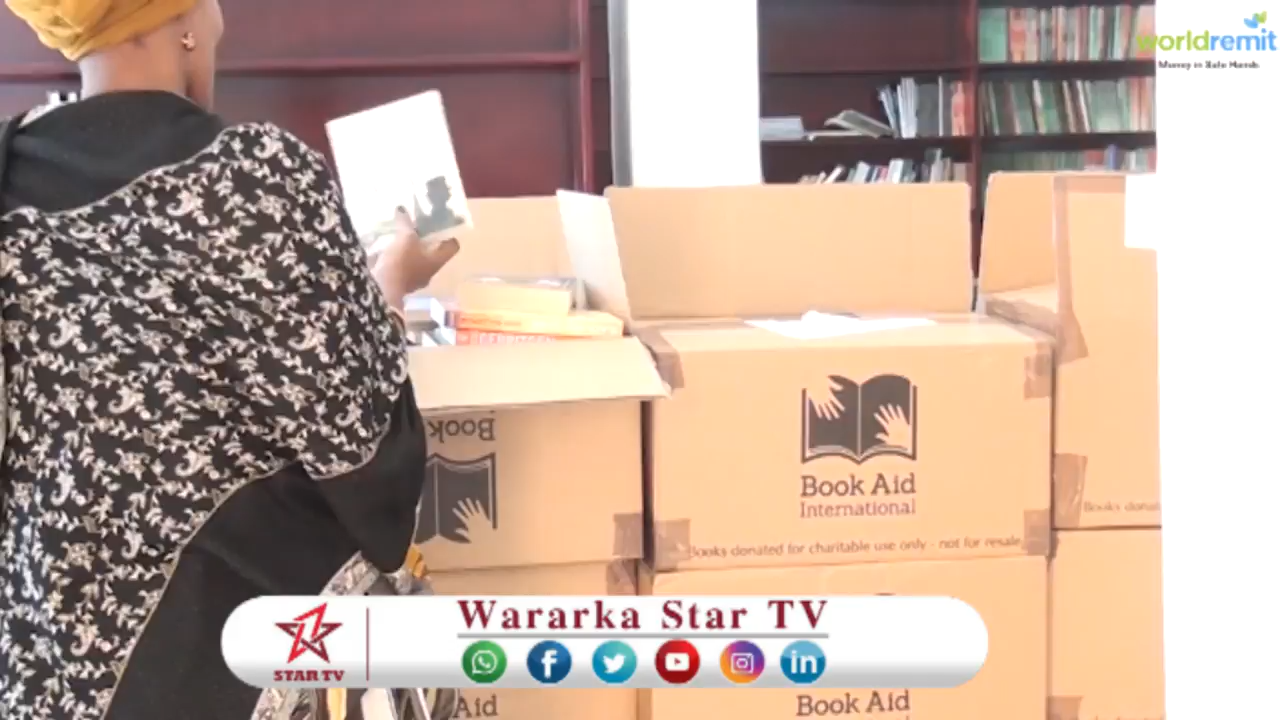 worldremit
Book
Book Aid
International
Books donated for charitable use only - not for resale
Books donat
Wararka Star TV
STAR TV
Aid
Book Aid